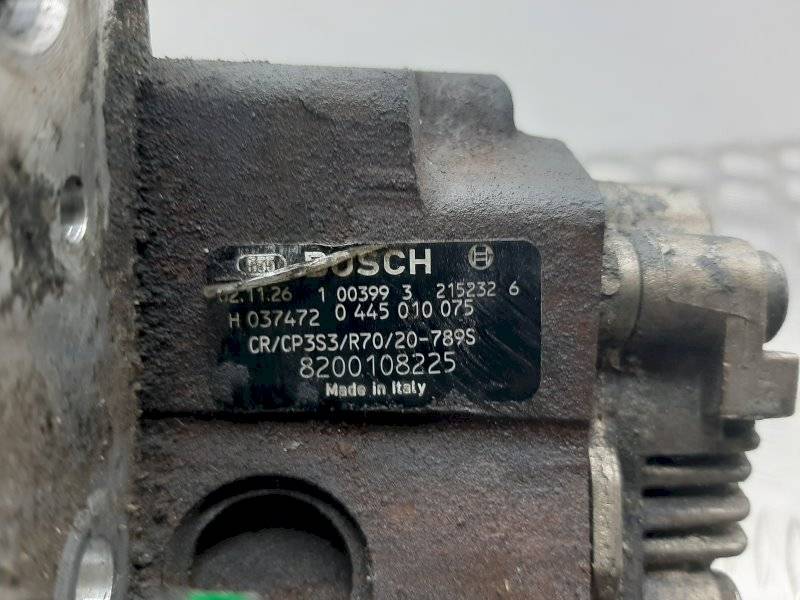 BOSCH
02.11.26 1 00399 3 215232 6
H 037472 0 445 010 075
CR/CP3S3/R70/20-789S
8200108225
Made in Italy